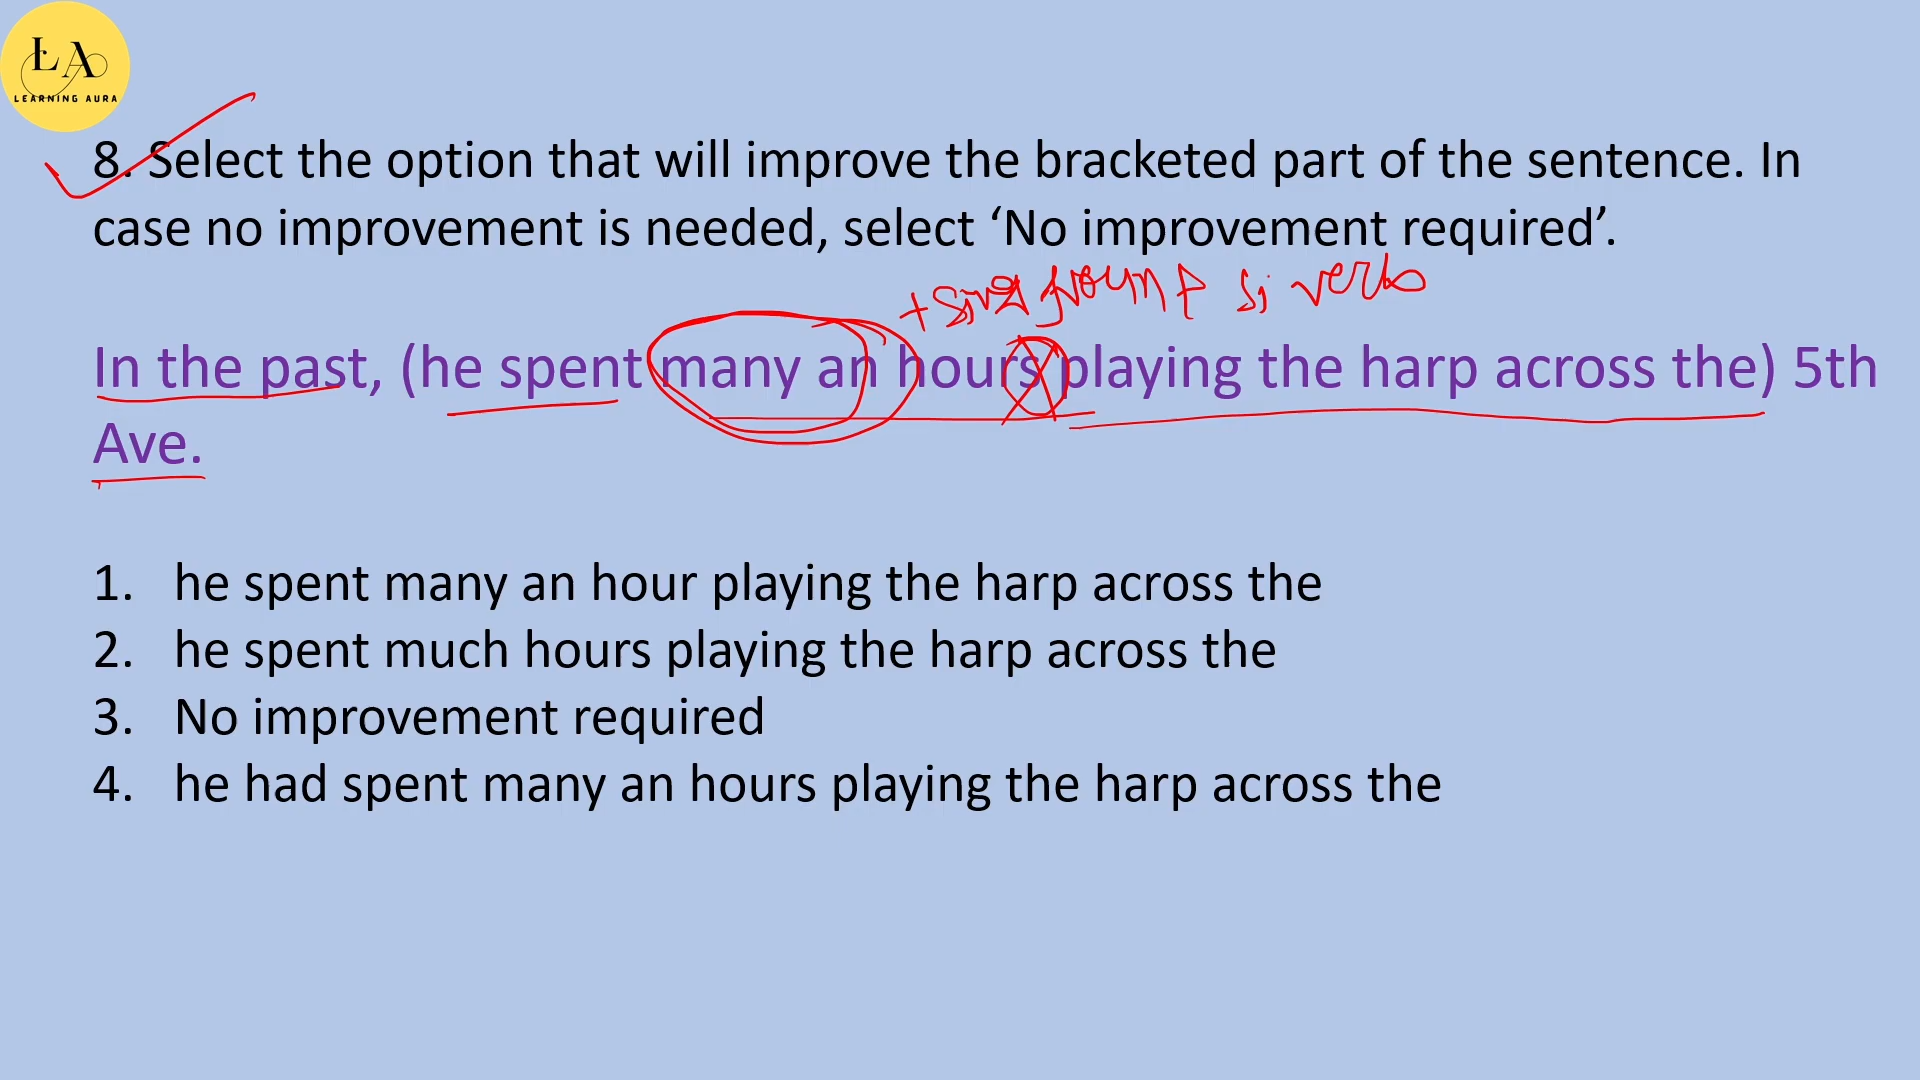 LA
LEARNING AURA
8. Select the option that will improve the bracketed part of the sentence. In
case no improvement is needed, select ‘No improvement required’.
+ sing noun + si verb
In the past, (he spent many an hours playing the harp across the) 5th
Ave.
1. he spent many an hour playing the harp across the
2. he spent much hours playing the harp across the
3. No improvement required
4. he had spent many an hours playing the harp across the